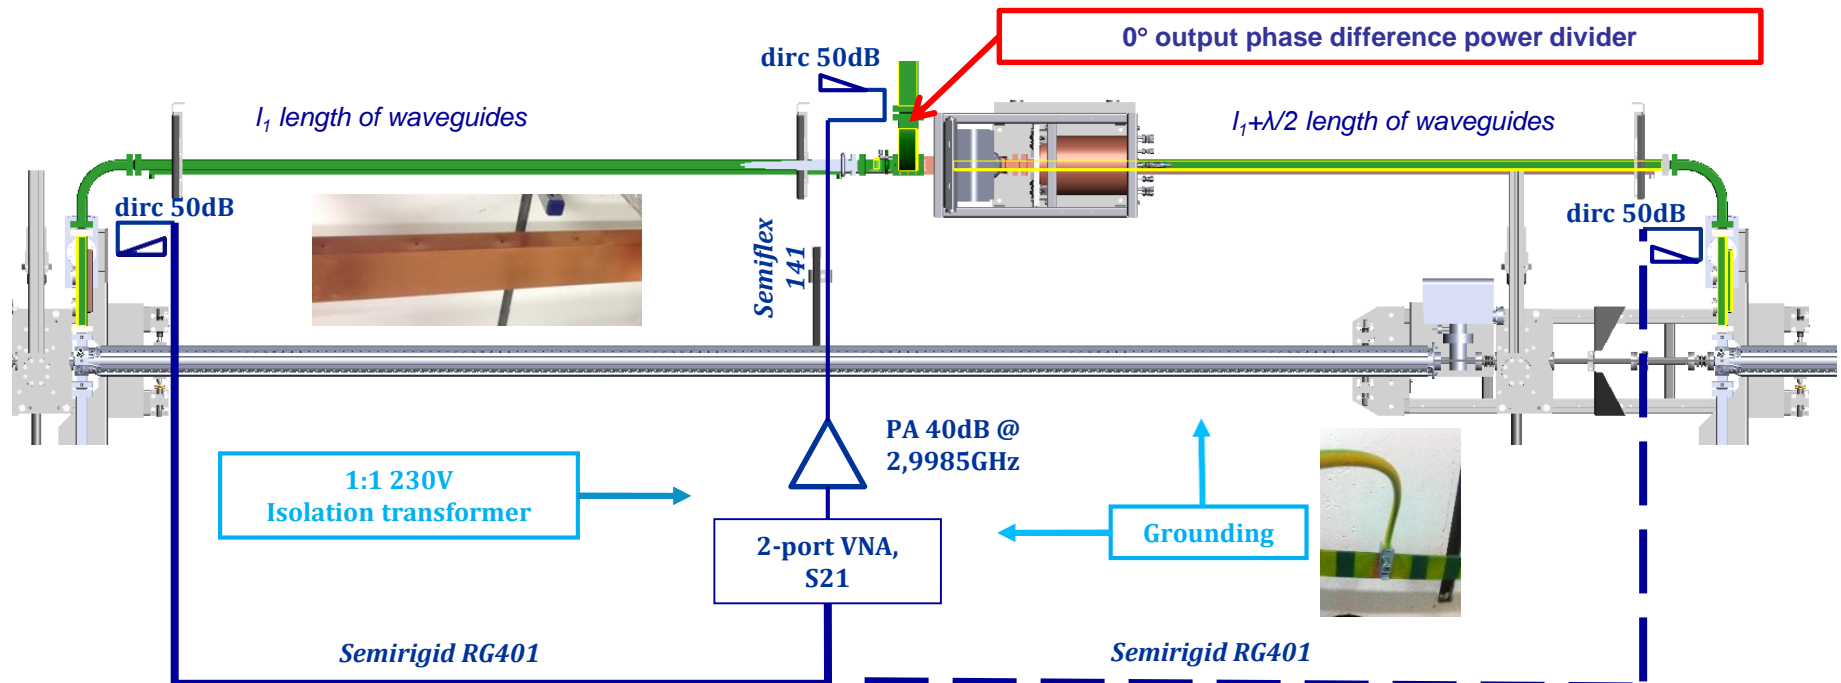 0° output phase difference power divider
dirc 50dB
l₁ length of waveguides
l₁+λ/2 length of waveguides
dirc 50dB
dirc 50dB
Semiflex
141
PA 40dB @
2,9985GHz
1:1 230V
Isolation transformer
Grounding
2-port VNA,
S21
Semirigid RG401
Semirigid RG401